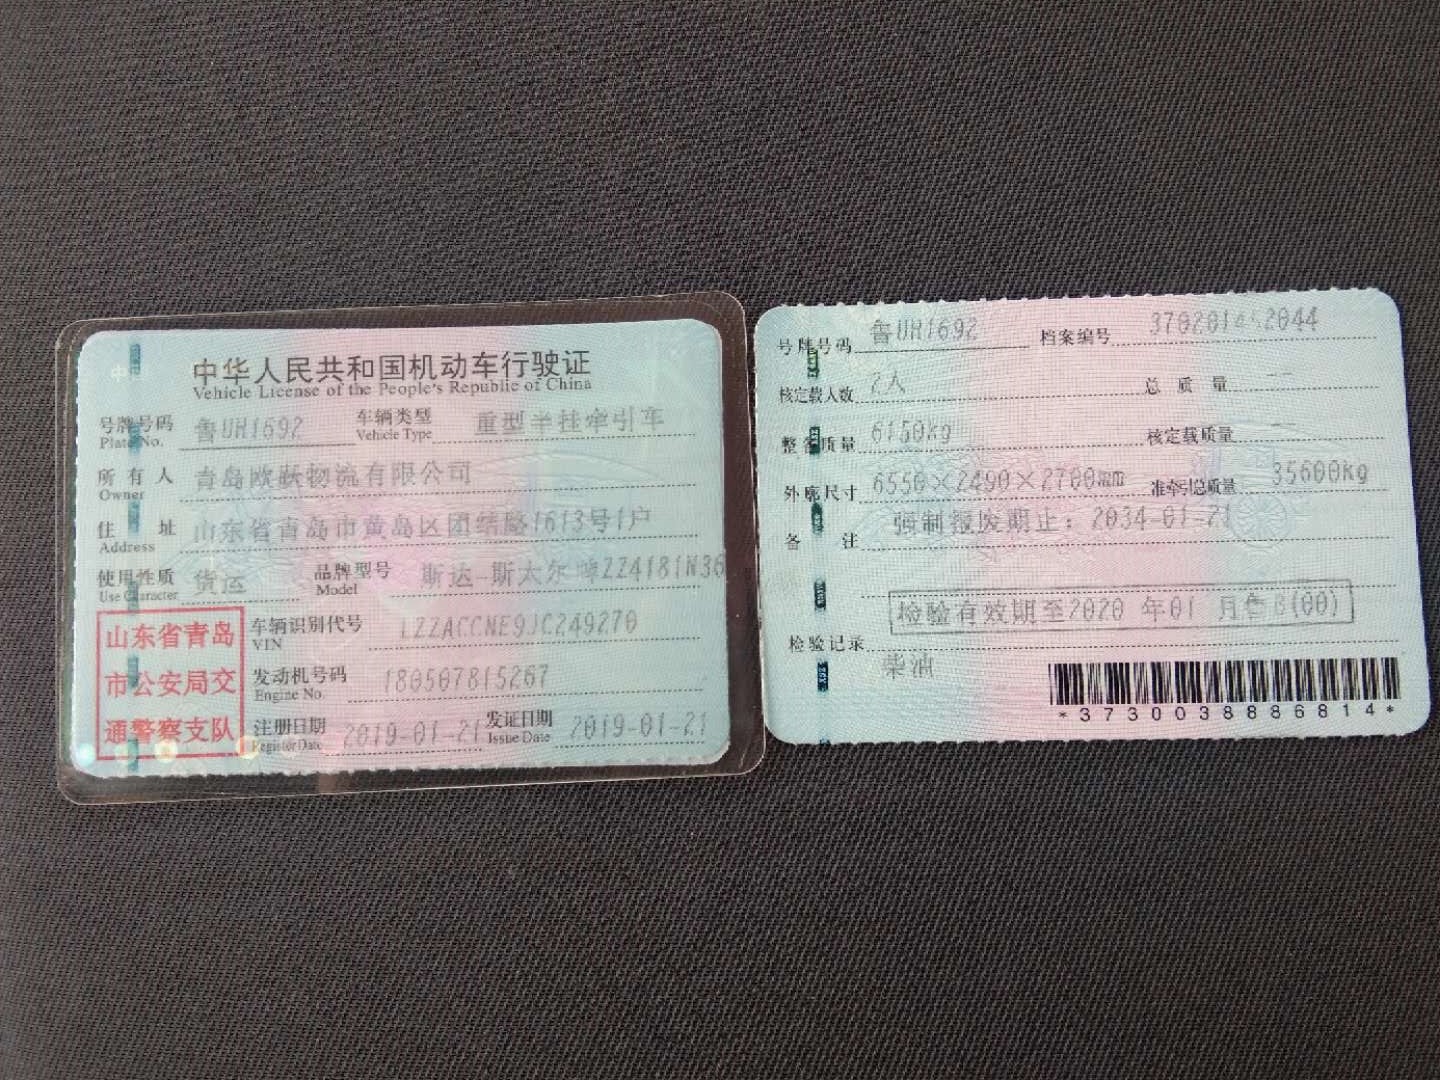 中华人民共和国机动车行驶证
Vehicle License of the People's Republic of China
号牌号码 鲁UH1692 车辆类型 重型半挂牵引车
Plate No. Vehicle Type
所有人 青岛欧跃物流有限公司
Owner
住址 山东省青岛市黄岛区团结路1613号1户
Address
使用性质 货运 品牌型号 斯达-斯太尔牌ZZ4181N36
Use Character Model
山东省青岛
市公安局交
通警察支队
车辆识别代号 LZZACCNE9JC249270
VIN
发动机号码 180507815267
Engine No.
注册日期 2019-01-21 发证日期 2019-01-21
Register Date Issue Date
号牌号码 鲁UH1692 档案编号
核定载人数 2人 总质量 --
整备质量 6150kg 核定载质量 --
外廓尺寸 6550×2490×2700mm 准牵引总质量 35600kg
备注 强制报废期止：2034-01-21
检验有效期至2020 年01 月 B(00)
检验记录
柴油
*3730038886814*